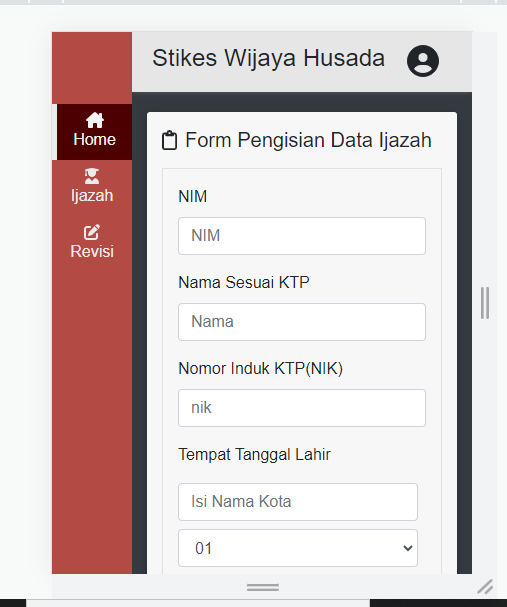 Stikes Wijaya Husada
Home
Ijazah
Revisi
Form Pengisian Data Ijazah
NIM
NIM
Nama Sesuai KTP
Nama
Nomor Induk KTP(NIK)
nik
Tempat Tanggal Lahir
Isi Nama Kota
01